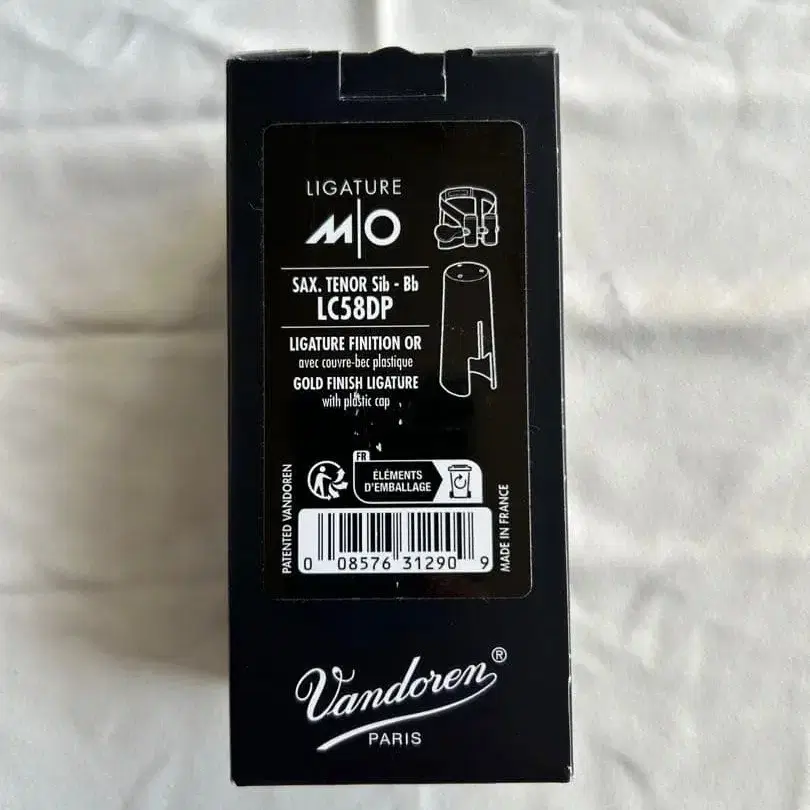 LIGATURE
M|O
SAX. TENOR Sib - Bb
LC58DP
LIGATURE FINITION OR
avec couvre-bec plastique
GOLD FINISH LIGATURE
with plastic cap
FR
ÉLÉMENTS
D'EMBALLAGE
PATENTED VANDOREN
MADE IN FRANCE
0 08576 31290 9
Vandoren®
PARIS